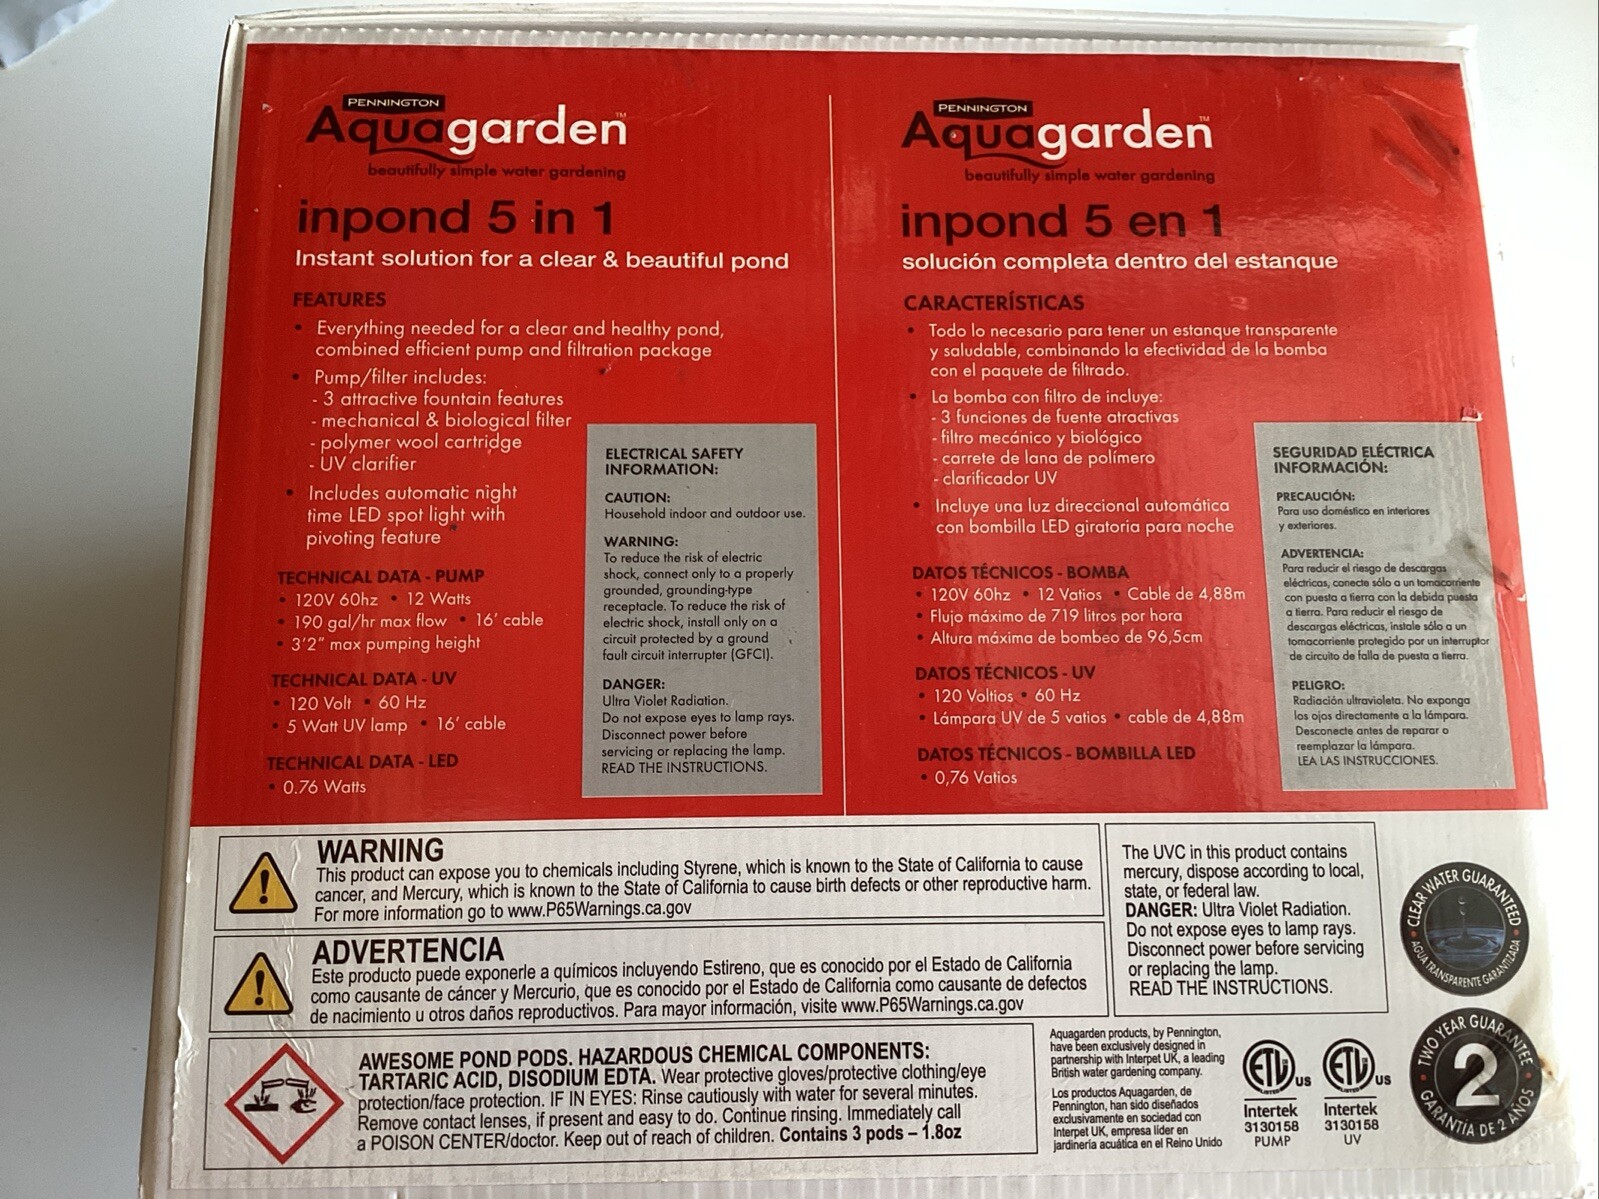 PENNINGTON
Aquagarden™
beautifully simple water gardening
inpond 5 in 1
Instant solution for a clear & beautiful pond
FEATURES
• Everything needed for a clear and healthy pond,
combined efficient pump and filtration package
• Pump/filter includes:
- 3 attractive fountain features
- mechanical & biological filter
- polymer wool cartridge
- UV clarifier
• Includes automatic night
time LED spot light with
pivoting feature
TECHNICAL DATA - PUMP
• 120V 60hz • 12 Watts
• 190 gal/hr max flow • 16' cable
• 3'2" max pumping height
TECHNICAL DATA - UV
• 120 Volt • 60 Hz
• 5 Watt UV lamp • 16' cable
TECHNICAL DATA - LED
• 0.76 Watts
ELECTRICAL SAFETY
INFORMATION:
CAUTION:
Household indoor and outdoor use.
WARNING:
To reduce the risk of electric
shock, connect only to a properly
grounded, grounding-type
receptacle. To reduce the risk of
electric shock, install only on a
circuit protected by a ground
fault circuit interrupter (GFCI).
DANGER:
Ultra Violet Radiation.
Do not expose eyes to lamp rays.
Disconnect power before
servicing or replacing the lamp.
READ THE INSTRUCTIONS.
PENNINGTON
Aquagarden™
beautifully simple water gardening
inpond 5 en 1
solución completa dentro del estanque
CARACTERÍSTICAS
• Todo lo necesario para tener un estanque transparente
y saludable, combinando la efectividad de la bomba
con el paquete de filtrado.
• La bomba con filtro de incluye:
- 3 funciones de fuente atractivas
- filtro mecánico y biológico
- carrete de lana de polímero
- clarificador UV
• Incluye una luz direccional automática
con bombilla LED giratoria para noche
DATOS TÉCNICOS - BOMBA
• 120V 60hz • 12 Vatios • Cable de 4,88m
• Flujo máximo de 719 litros por hora
• Altura máxima de bombeo de 96,5cm
DATOS TÉCNICOS - UV
• 120 Voltios • 60 Hz
• Lámpara UV de 5 vatios • cable de 4,88m
DATOS TÉCNICOS - BOMBILLA LED
• 0,76 Vatios
SEGURIDAD ELÉCTRICA
INFORMACIÓN:
PRECAUCIÓN:
Para uso doméstico en interiores
y exteriores.
ADVERTENCIA:
Para reducir el riesgo de descargas
eléctricas, conecte sólo a un tomacorriente
con puesta a tierra con la debida puesta
a tierra. Para reducir el riesgo de
descargas eléctricas, instale sólo a un
tomacorriente protegido por un interruptor
de circuito de falla de puesta a tierra.
PELIGRO:
Radiación ultravioleta. No exponga
los ojos directamente a la lámpara.
Desconecte antes de reparar o
reemplazar la lámpara.
LEA LAS INSTRUCCIONES.
WARNING
This product can expose you to chemicals including Styrene, which is known to the State of California to cause
cancer, and Mercury, which is known to the State of California to cause birth defects or other reproductive harm.
For more information go to www.P65Warnings.ca.gov
ADVERTENCIA
Este producto puede exponerle a químicos incluyendo Estireno, que es conocido por el Estado de California
como causante de cáncer y Mercurio, que es conocido por el Estado de California como causante de defectos
de nacimiento u otros daños reproductivos. Para mayor información, visite www.P65Warnings.ca.gov
AWESOME POND PODS. HAZARDOUS CHEMICAL COMPONENTS:
TARTARIC ACID, DISODIUM EDTA. Wear protective gloves/protective clothing/eye
protection/face protection. IF IN EYES: Rinse cautiously with water for several minutes.
Remove contact lenses, if present and easy to do. Continue rinsing. Immediately call
a POISON CENTER/doctor. Keep out of reach of children. Contains 3 pods – 1.8oz
The UVC in this product contains
mercury, dispose according to local,
state, or federal law.
DANGER: Ultra Violet Radiation.
Do not expose eyes to lamp rays.
Disconnect power before servicing
or replacing the lamp.
READ THE INSTRUCTIONS.
Aquagarden products, by Pennington,
have been exclusively designed in
partnership with Interpet UK, a leading
British water gardening company.
Los productos Aquagarden, de
Pennington, han sido diseñados
exclusivamente en sociedad con
Interpet UK, empresa líder en
jardinería acuática en el Reino Unido
ETL LISTED US
Intertek
3130158
PUMP
ETL LISTED US
Intertek
3130158
UV
CLEAR WATER GUARANTEED
AGUA TRANSPARENTE GARANTIZADA
TWO YEAR GUARANTEE
2
GARANTÍA DE 2 AÑOS